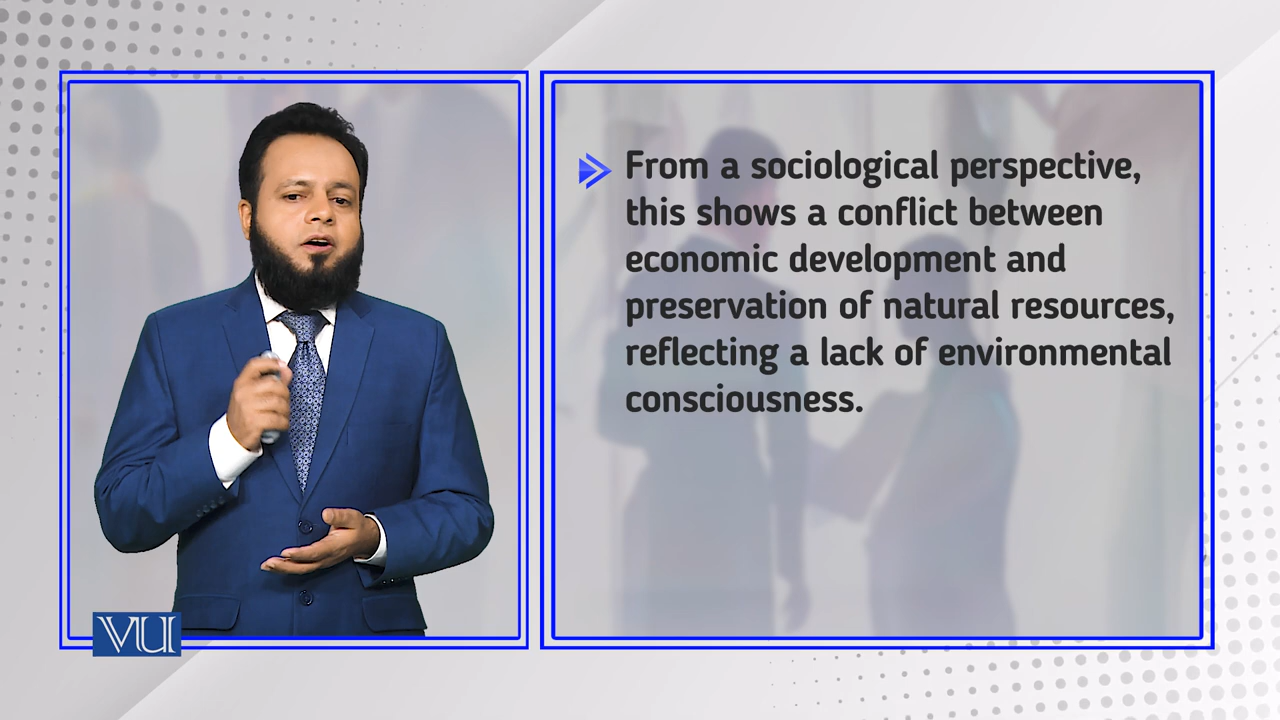 From a sociological perspective,
this shows a conflict between
economic development and
preservation of natural resources,
reflecting a lack of environmental
consciousness.
VU